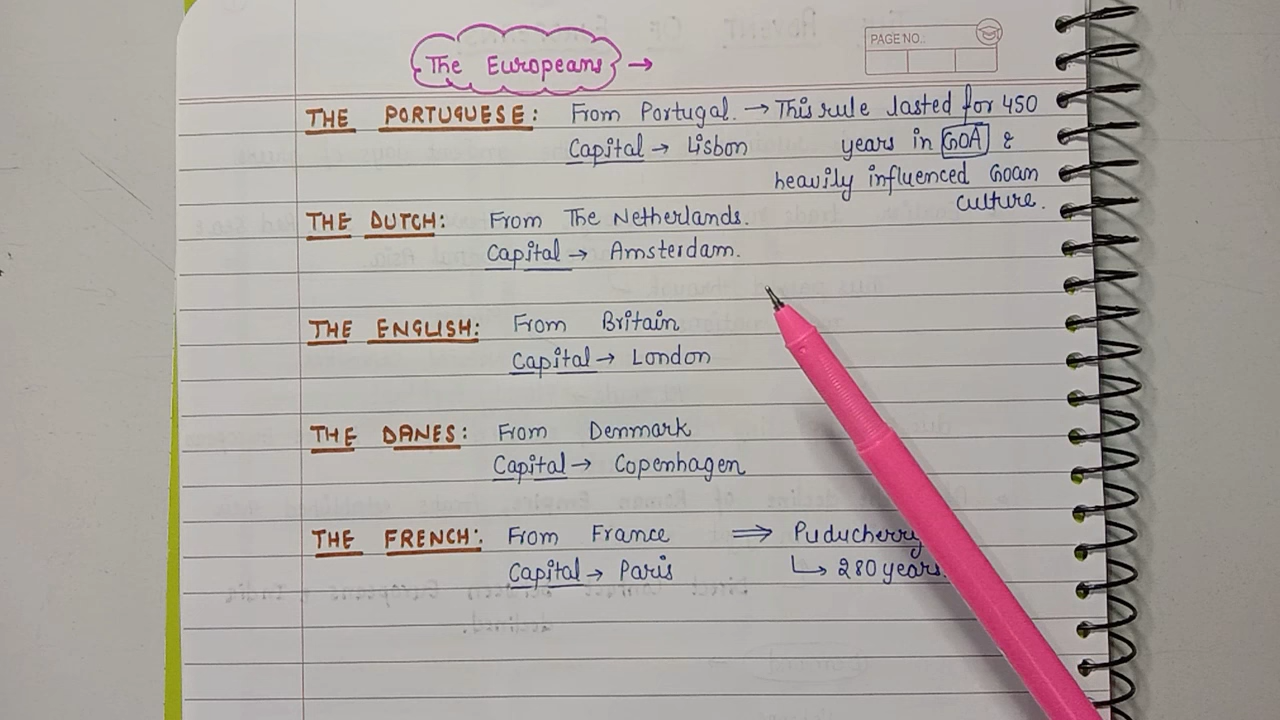 The Europeans →
PAGE NO.:
THE PORTUGUESE: From Portugal. → This rule lasted for 450
Capital → Lisbon years in GOA &
heavily influenced Goan
culture.
THE DUTCH: From The Netherlands.
Capital → Amsterdam.
THE ENGLISH: From Britain
Capital → London
THE DANES: From Denmark
Capital → Copenhagen
THE FRENCH: From France ⇒ Puducherry
Capital → Paris ↳ 280 years.